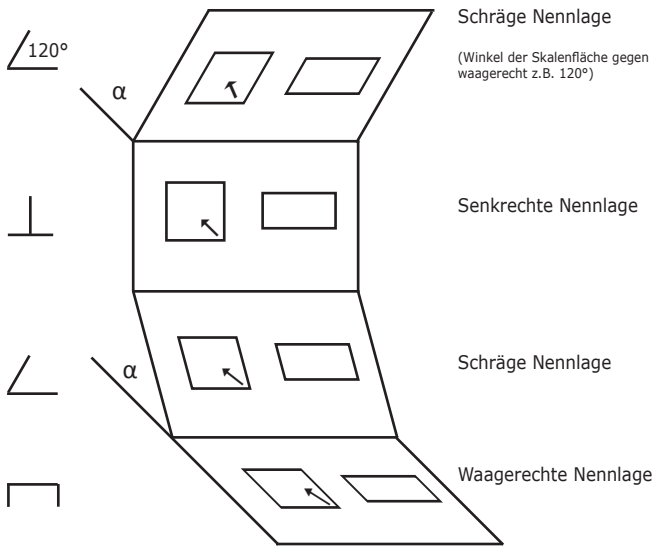 Schräge Nennlage
120°
(Winkel der Skalenfläche gegen
waagerecht z.B. 120°)
α
Senkrechte Nennlage
Schräge Nennlage
α
Waagerechte Nennlage